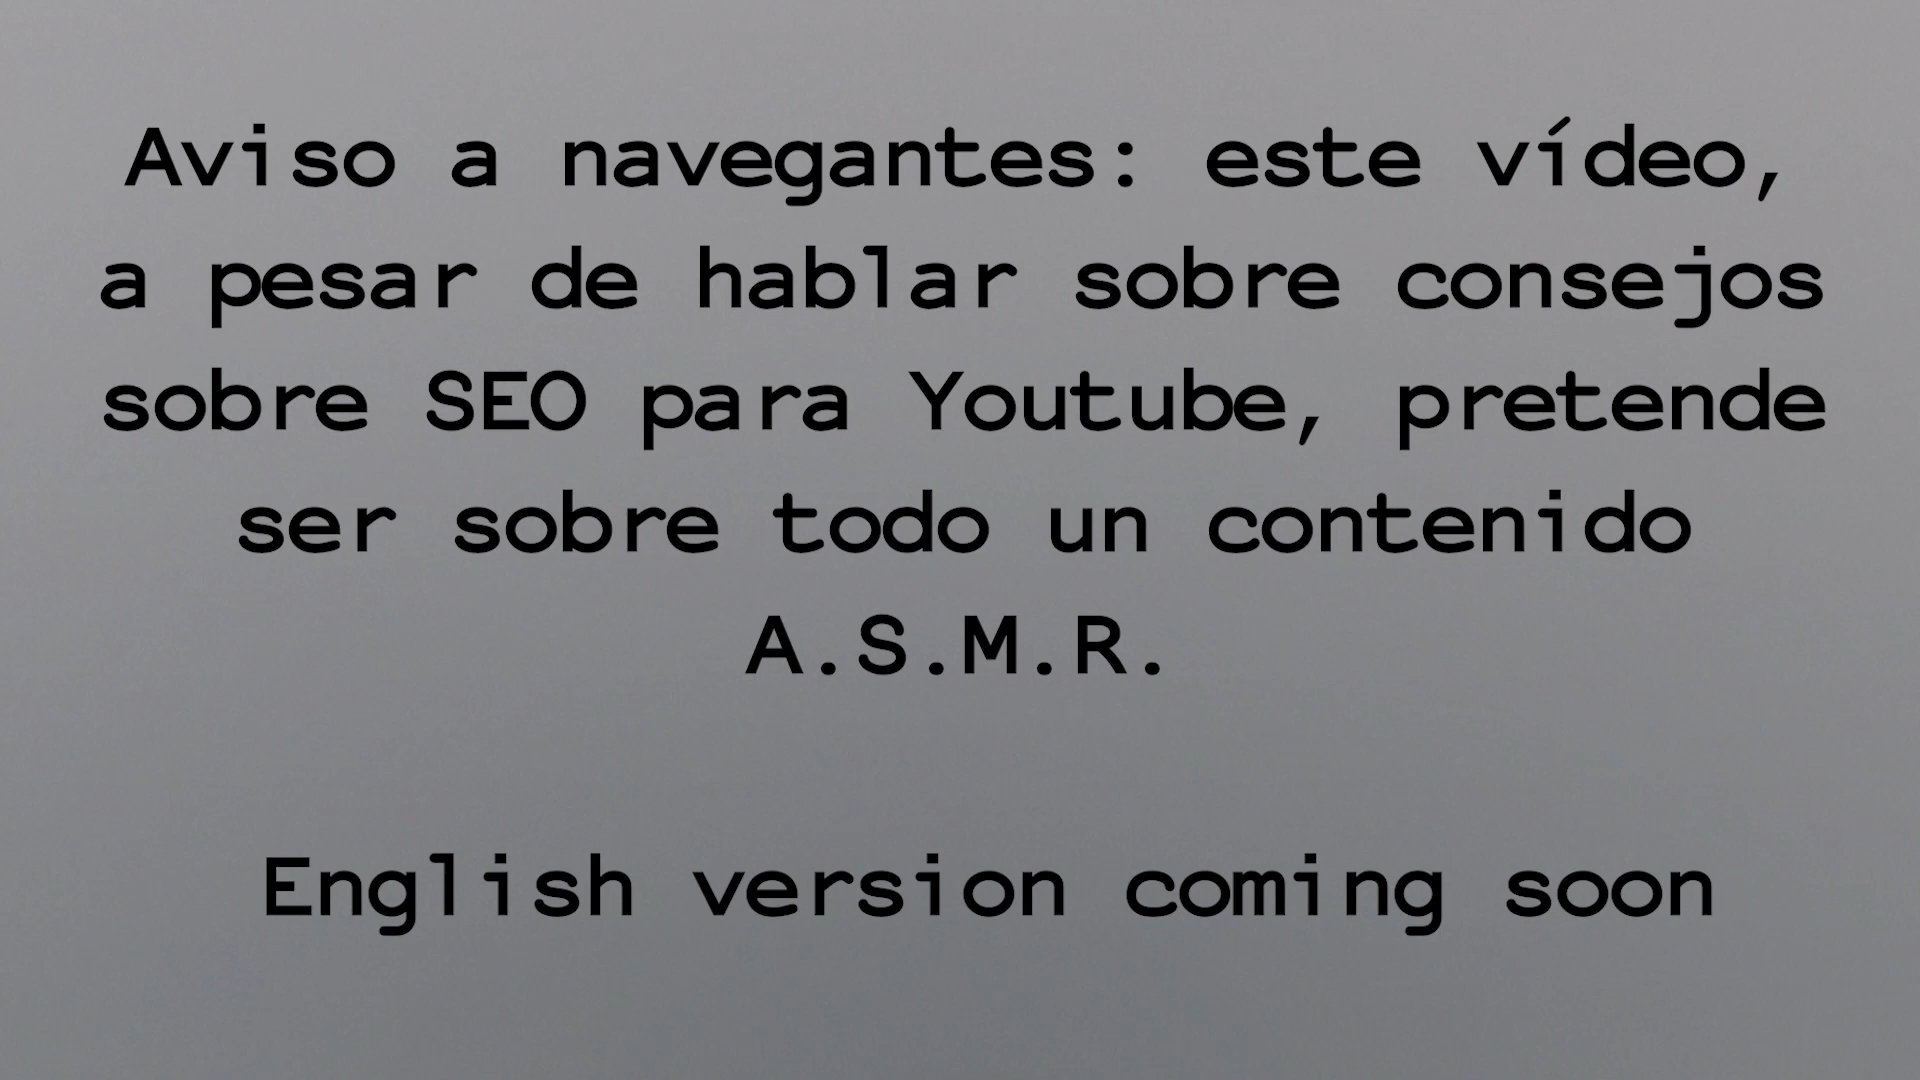 Aviso a navegantes: este vídeo,
a pesar de hablar sobre consejos
sobre SEO para Youtube, pretende
ser sobre todo un contenido
A.S.M.R.
English version coming soon